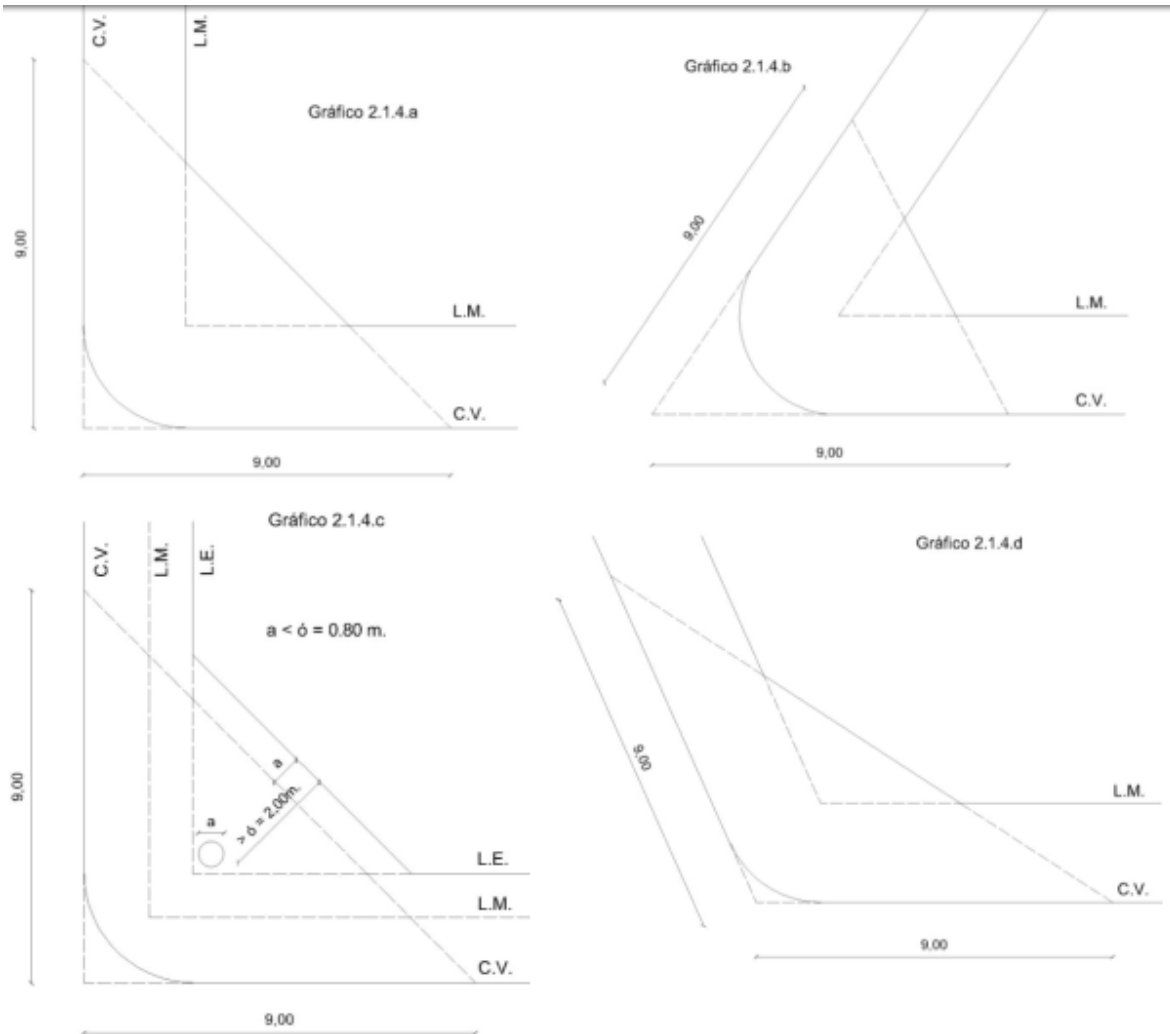 C.V.
L.M.
Gráfico 2.1.4.a
9,00
L.M.
C.V.
9,00
Gráfico 2.1.4.b
9,00
L.M.
C.V.
9,00
Gráfico 2.1.4.c
C.V.
L.M.
L.E.
a < ó = 0.80 m.
9,00
a
> ó = 2,00m.
a
L.E.
L.M.
C.V.
9,00
Gráfico 2.1.4.d
9,00
L.M.
C.V.
9,00